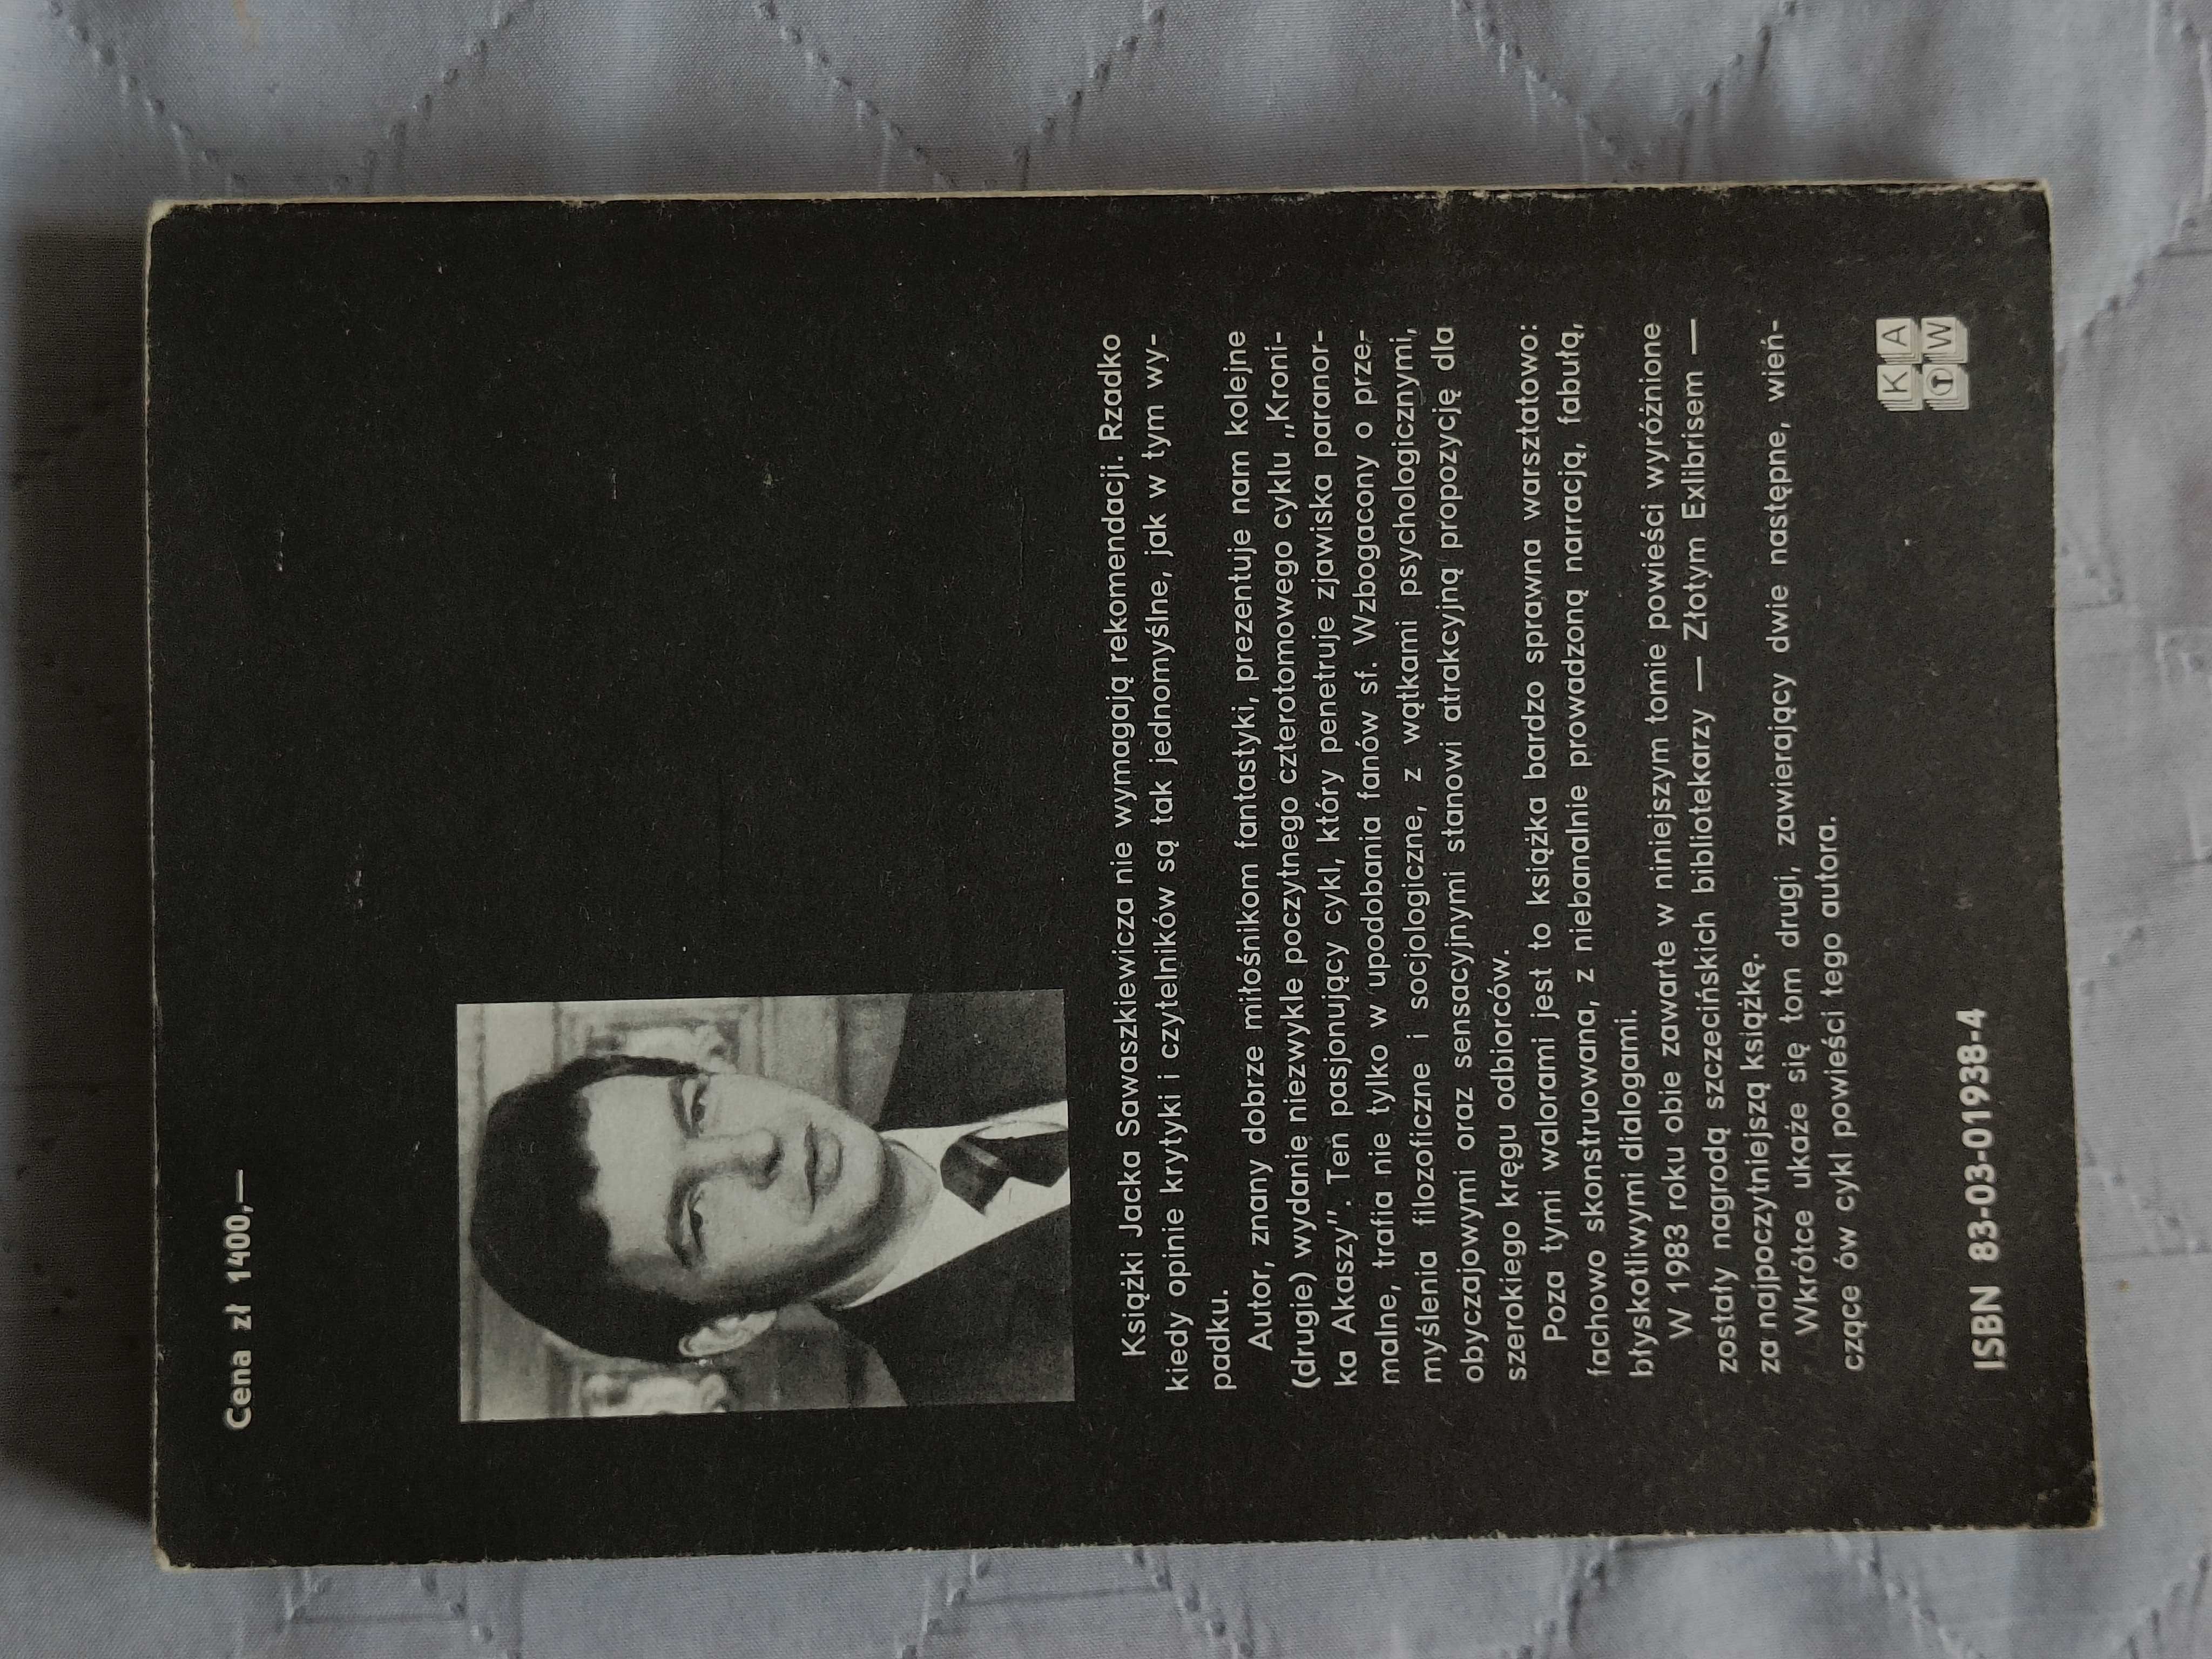 Cena zł 1400,—
Książki Jacka Sawaszkiewicza nie wymagają rekomendacji. Rzadko
kiedy opinie krytyki i czytelników są tak jednomyślne, jak w tym wy-
padku.
Autor, znany dobrze miłośnikom fantastyki, prezentuje nam kolejne
(drugie) wydanie niezwykle poczytnego czterotomowego cyklu ,,Kroni-
ka Akaszy”. Ten pasjonujący cykl, który penetruje zjawiska paranor-
malne, trafia nie tylko w upodobania fanów sf. Wzbogacony o prze-
myślenia filozoficzne i socjologiczne, z wątkami psychologicznymi,
obyczajowymi oraz sensacyjnymi stanowi atrakcyjną propozycję dla
szerokiego kręgu odbiorców.
Poza tymi walorami jest to książka bardzo sprawna warsztatowo:
fachowo skonstruowana, z niebanalnie prowadzoną narracją, fabułą,
błyskotliwymi dialogami.
W 1983 roku obie zawarte w niniejszym tomie powieści wyróżnione
zostały nagrodą szczecińskich bibliotekarzy — Złotym Exlibrisem —
za najpoczytniejszą książkę.
Wkrótce ukaże się tom drugi, zawierający dwie następne, wień-
czące ów cykl powieści tego autora.
ISBN 83-03-01938-4
K A
W